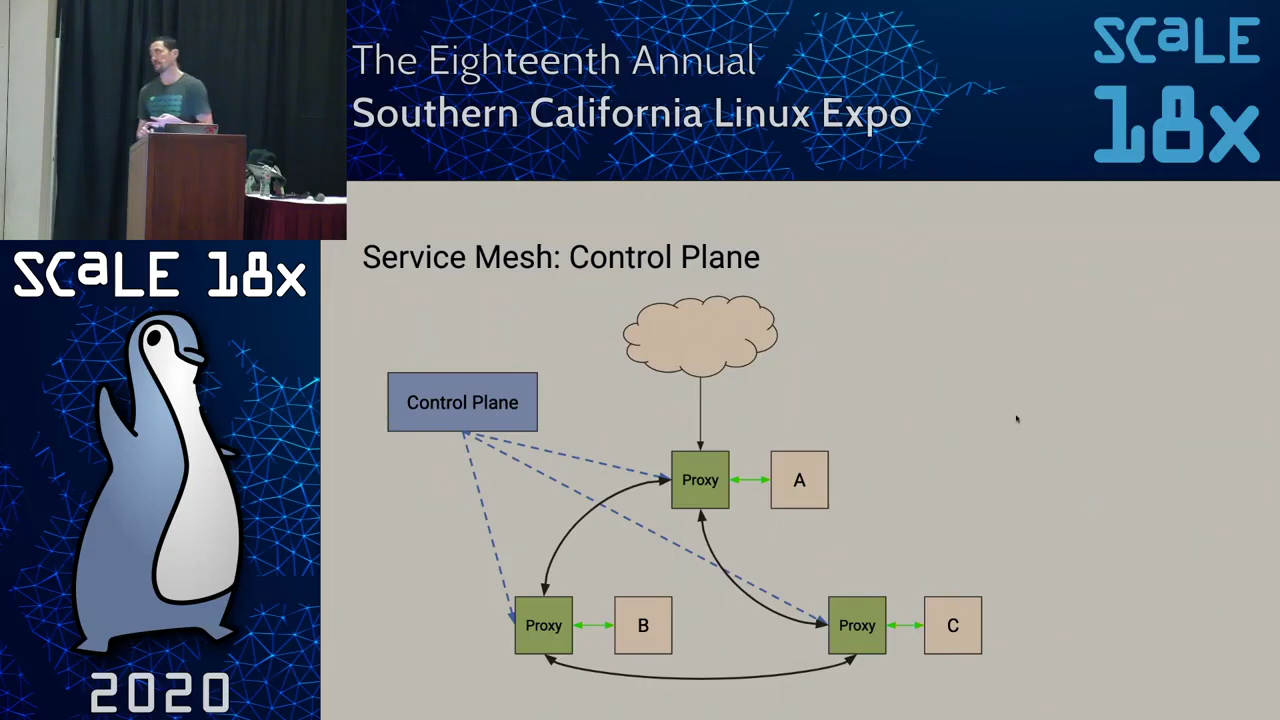 The Eighteenth Annual
Southern California Linux Expo
SCaLE
18x
SCaLE 18x
2020
Service Mesh: Control Plane
Control Plane
Proxy
A
Proxy
B
Proxy
C